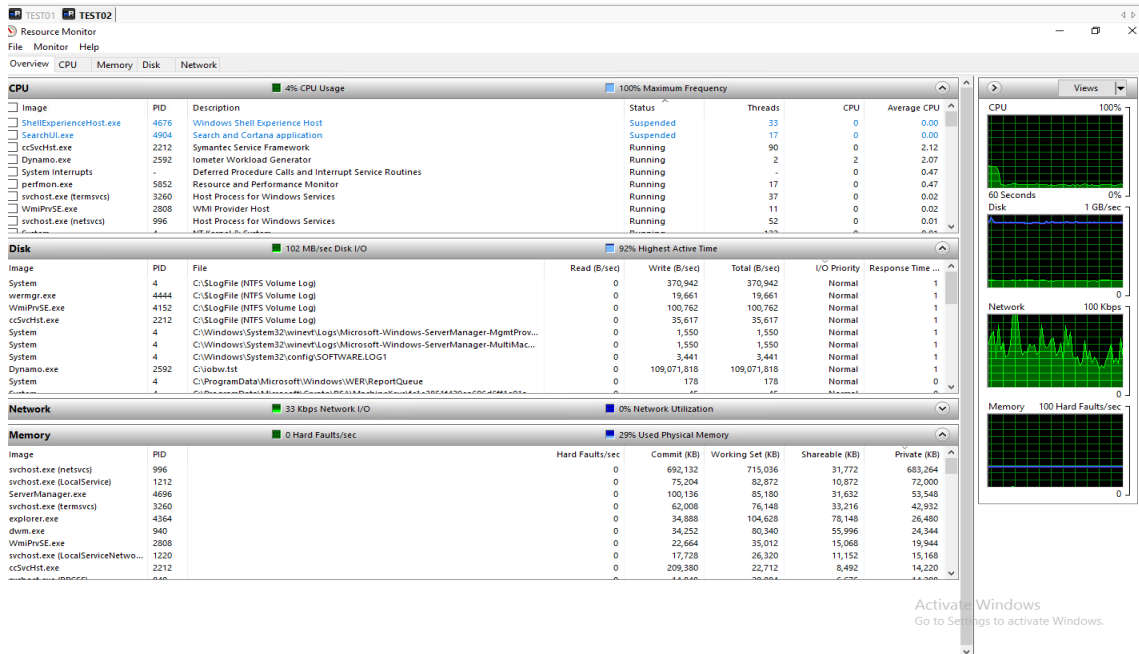 TEST01 TEST02
Resource Monitor
File Monitor Help
Overview CPU Memory Disk Network
CPU 4% CPU Usage 100% Maximum Frequency
Image PID Description Status Threads CPU Average CPU
ShellExperienceHost.exe 4676 Windows Shell Experience Host Suspended 33 0 0.00
SearchUI.exe 4904 Search and Cortana application Suspended 17 0 0.00
ccSvcHst.exe 2212 Symantec Service Framework Running 90 0 2.12
Dynamo.exe 2592 Iometer Workload Generator Running 2 2 2.07
System Interrupts - Deferred Procedure Calls and Interrupt Service Routines Running - 0 0.47
perfmon.exe 5852 Resource and Performance Monitor Running 17 0 0.47
svchost.exe (termsvcs) 3260 Host Process for Windows Services Running 37 0 0.02
WmiPrvSE.exe 2808 WMI Provider Host Running 11 0 0.02
svchost.exe (netsvcs) 996 Host Process for Windows Services Running 52 0 0.01
Disk 102 MB/sec Disk I/O 92% Highest Active Time
Image PID File Read (B/sec) Write (B/sec) Total (B/sec) I/O Priority Response Time ...
System 4 C:\$LogFile (NTFS Volume Log) 0 370,942 370,942 Normal 1
wermgr.exe 4444 C:\$LogFile (NTFS Volume Log) 0 19,661 19,661 Normal 1
WmiPrvSE.exe 4152 C:\$LogFile (NTFS Volume Log) 0 100,762 100,762 Normal 1
ccSvcHst.exe 2212 C:\$LogFile (NTFS Volume Log) 0 35,617 35,617 Normal 1
System 4 C:\Windows\System32\winevt\Logs\Microsoft-Windows-ServerManager-MgmtProv... 0 1,550 1,550 Normal 1
System 4 C:\Windows\System32\winevt\Logs\Microsoft-Windows-ServerManager-MultiMac... 0 1,550 1,550 Normal 1
System 4 C:\Windows\System32\config\SOFTWARE.LOG1 0 3,441 3,441 Normal 1
Dynamo.exe 2592 C:\iobw.tst 0 109,071,818 109,071,818 Normal 1
System 4 C:\ProgramData\Microsoft\Windows\WER\ReportQueue 0 178 178 Normal 0
Network 33 Kbps Network I/O 0% Network Utilization
Memory 0 Hard Faults/sec 29% Used Physical Memory
Image PID Hard Faults/sec Commit (KB) Working Set (KB) Shareable (KB) Private (KB)
svchost.exe (netsvcs) 996 0 692,132 715,036 31,772 683,264
svchost.exe (LocalService) 1212 0 75,204 82,872 10,872 72,000
ServerManager.exe 4696 0 100,136 85,180 31,632 53,548
svchost.exe (termsvcs) 3260 0 62,008 76,148 33,216 42,932
explorer.exe 4364 0 34,888 104,628 78,148 26,480
dwm.exe 940 0 34,252 80,340 55,996 24,344
WmiPrvSE.exe 2808 0 22,664 35,012 15,068 19,944
svchost.exe (LocalServiceNetwo... 1220 0 17,728 26,320 11,152 15,168
ccSvcHst.exe 2212 0 209,380 22,712 8,492 14,220
Views
CPU 100%
60 Seconds 0%
Disk 1 GB/sec
0
Network 100 Kbps
0
Memory 100 Hard Faults/sec
0
Activate Windows
Go to Settings to activate Windows.